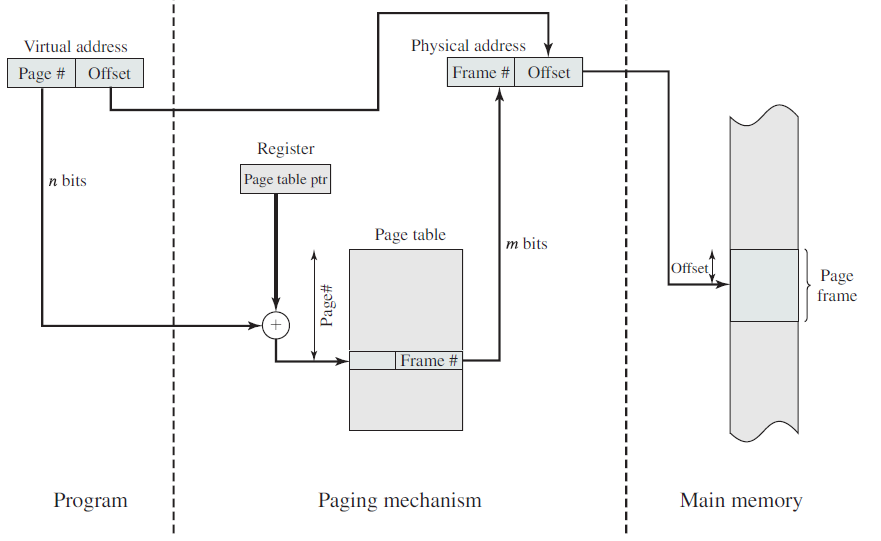 Virtual address
Page #
Offset
n bits
Physical address
Frame #
Offset
Register
Page table ptr
Page table
m bits
Page#
+
Frame #
Offset
Page
frame
Program
Paging mechanism
Main memory